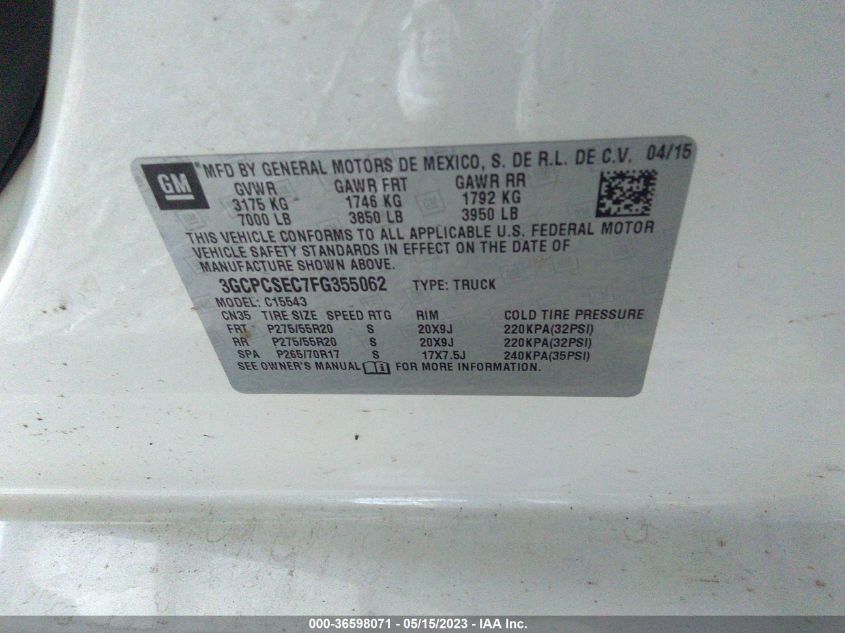 GM MFD BY GENERAL MOTORS DE MEXICO, S. DE R.L. DE C.V. 04/15
GVWR GAWR FRT GAWR RR
3175 KG 1746 KG 1792 KG
7000 LB 3850 LB 3950 LB
THIS VEHICLE CONFORMS TO ALL APPLICABLE U.S. FEDERAL MOTOR
VEHICLE SAFETY STANDARDS IN EFFECT ON THE DATE OF
MANUFACTURE SHOWN ABOVE.
3GCPCSEC7FG355062 TYPE: TRUCK
MODEL: C15543
CN35 TIRE SIZE SPEED RTG RIM COLD TIRE PRESSURE
FRT P275/55R20 S 20X9J 220KPA(32PSI)
RR P275/55R20 S 20X9J 220KPA(32PSI)
SPA P265/70R17 S 17X7.5J 240KPA(35PSI)
SEE OWNER'S MANUAL FOR MORE INFORMATION.
000-36598071 - 05/15/2023 - IAA Inc.